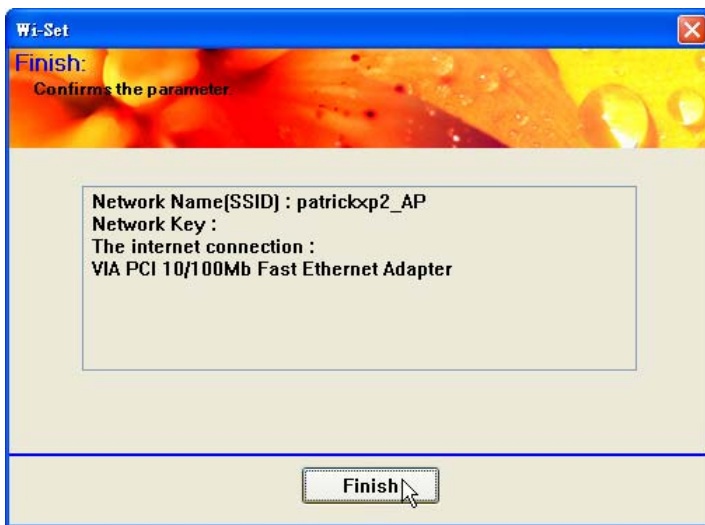 Wi-Set
Finish:
Confirms the parameter
Network Name(SSID) : patrickxp2_AP
Network Key :
The internet connection :
VIA PCI 10/100Mb Fast Ethernet Adapter
Finish